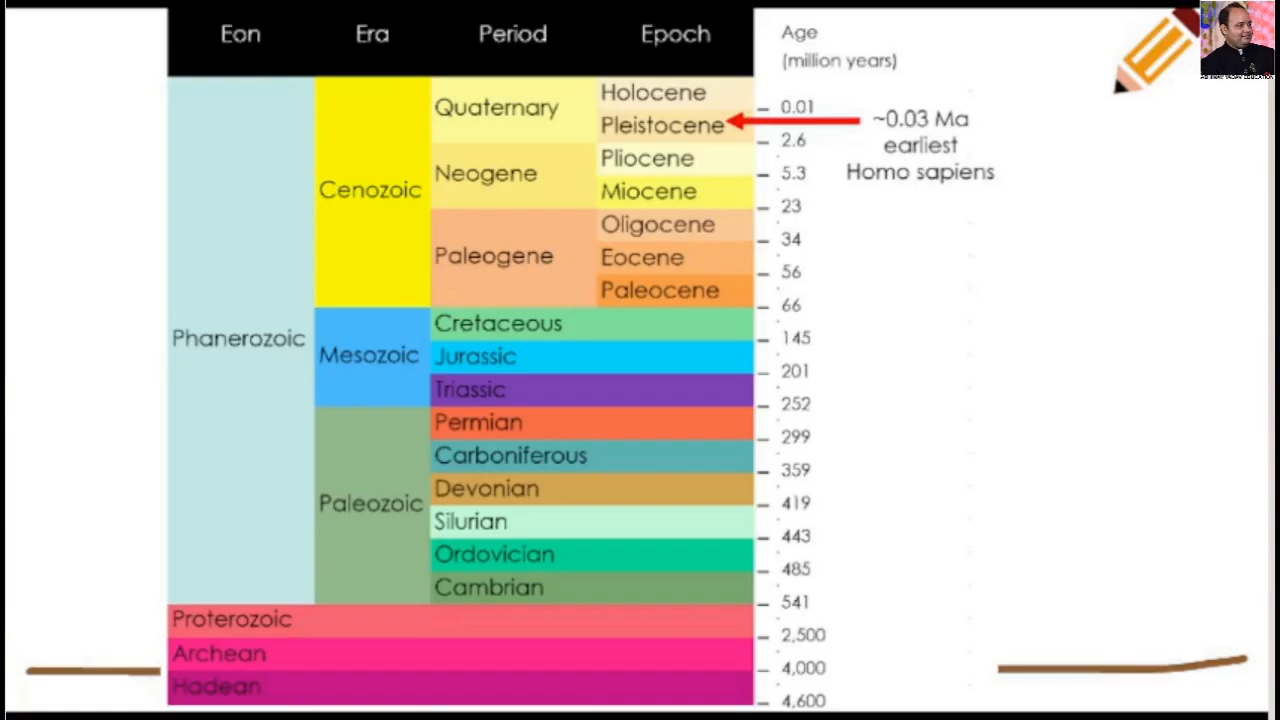 Eon Era Period Epoch Age
(million years)
Holocene
Quaternary
0.01
Pleistocene
~0.03 Ma
earliest
Homo sapiens
2.6
Pliocene
5.3
Neogene
Miocene
Cenozoic
23
Oligocene
34
Paleogene
Eocene
56
Paleocene
66
Cretaceous
Phanerozoic
145
Mesozoic
Jurassic
201
Triassic
252
Permian
299
Carboniferous
359
Devonian
Paleozoic
419
Silurian
443
Ordovician
485
Cambrian
541
Proterozoic
2,500
Archean
4,000
Hadean
4,600